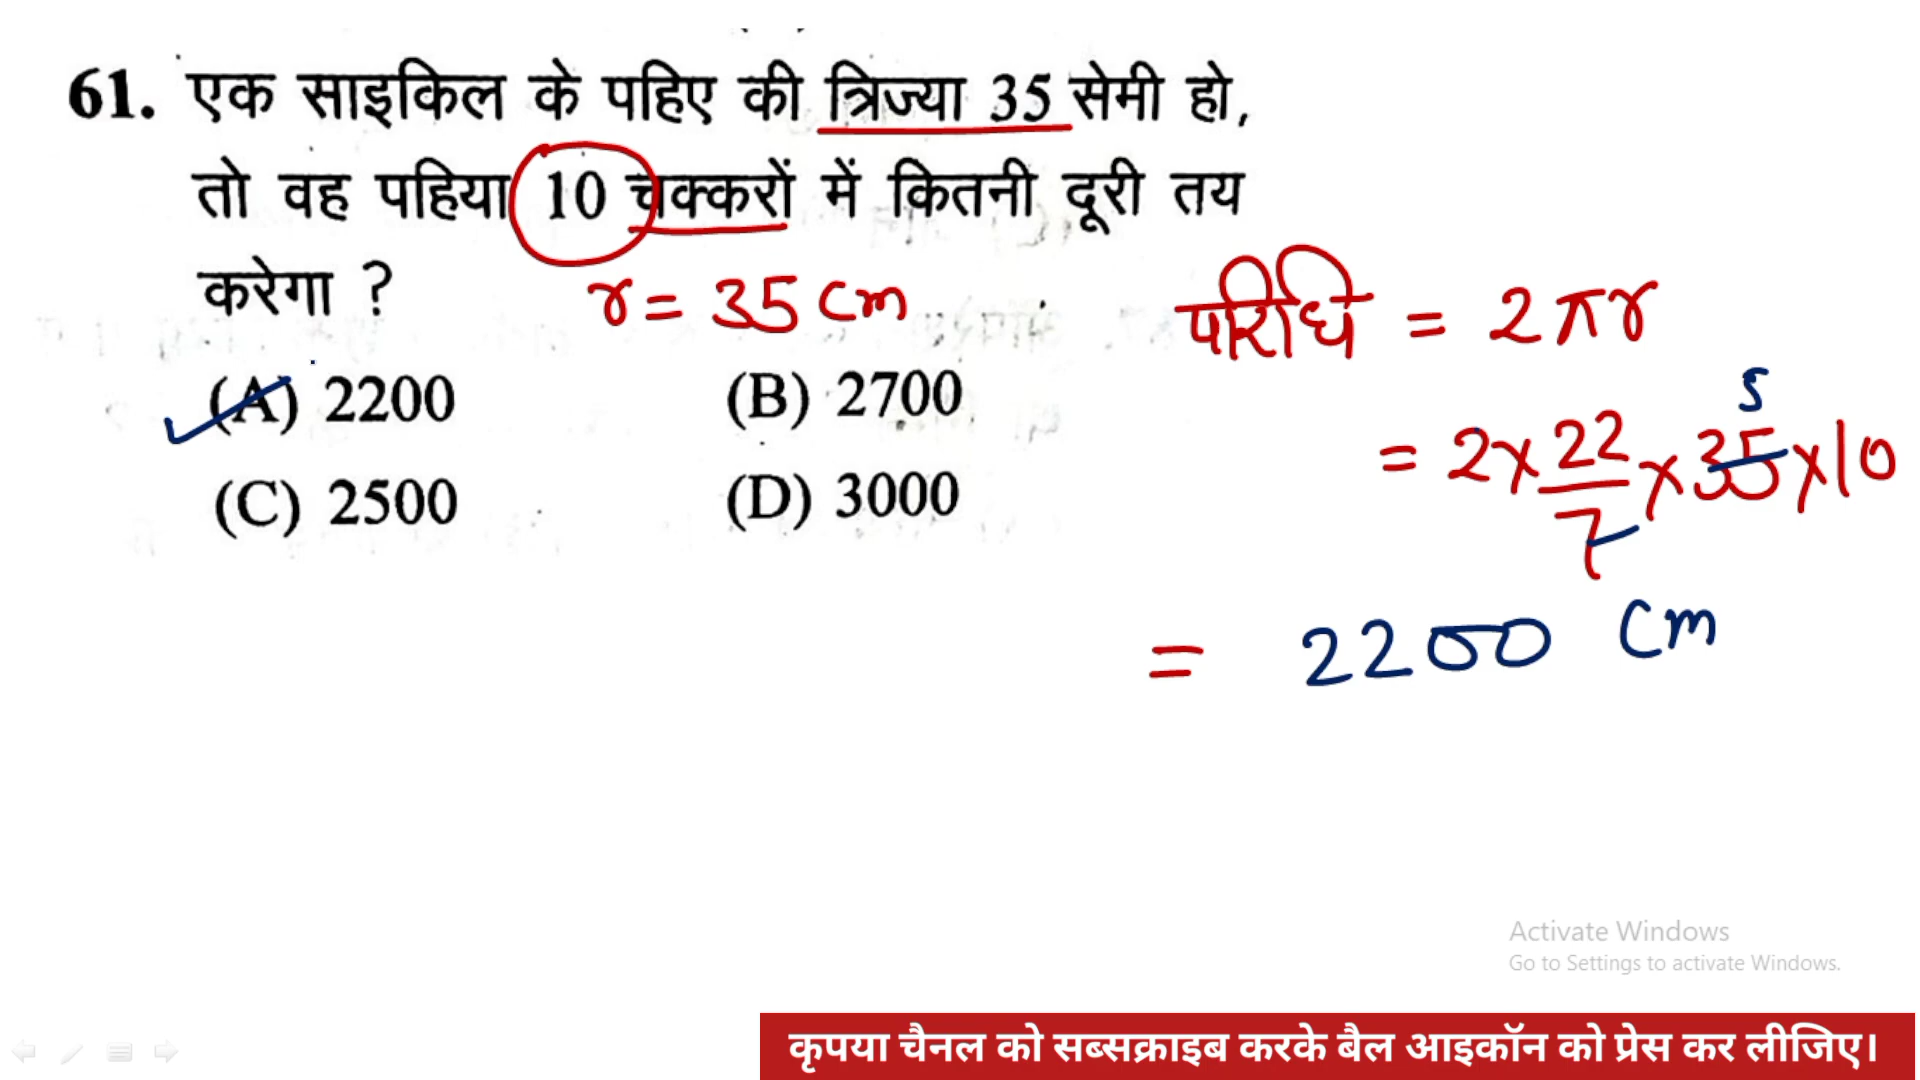 61. एक साइकिल के पहिए की त्रिज्या 35 सेमी हो,
तो वह पहिया 10 चक्करों में कितनी दूरी तय
करेगा ?
r = 35 cm
(A) 2200 (B) 2700
(C) 2500 (D) 3000
परिधि = 2πr
5
= 2 × 22/7 × 35 × 10
= 2200 cm
Activate Windows
Go to Settings to activate Windows.
कृपया चैनल को सब्सक्राइब करके बैल आइकॉन को प्रेस कर लीजिए।